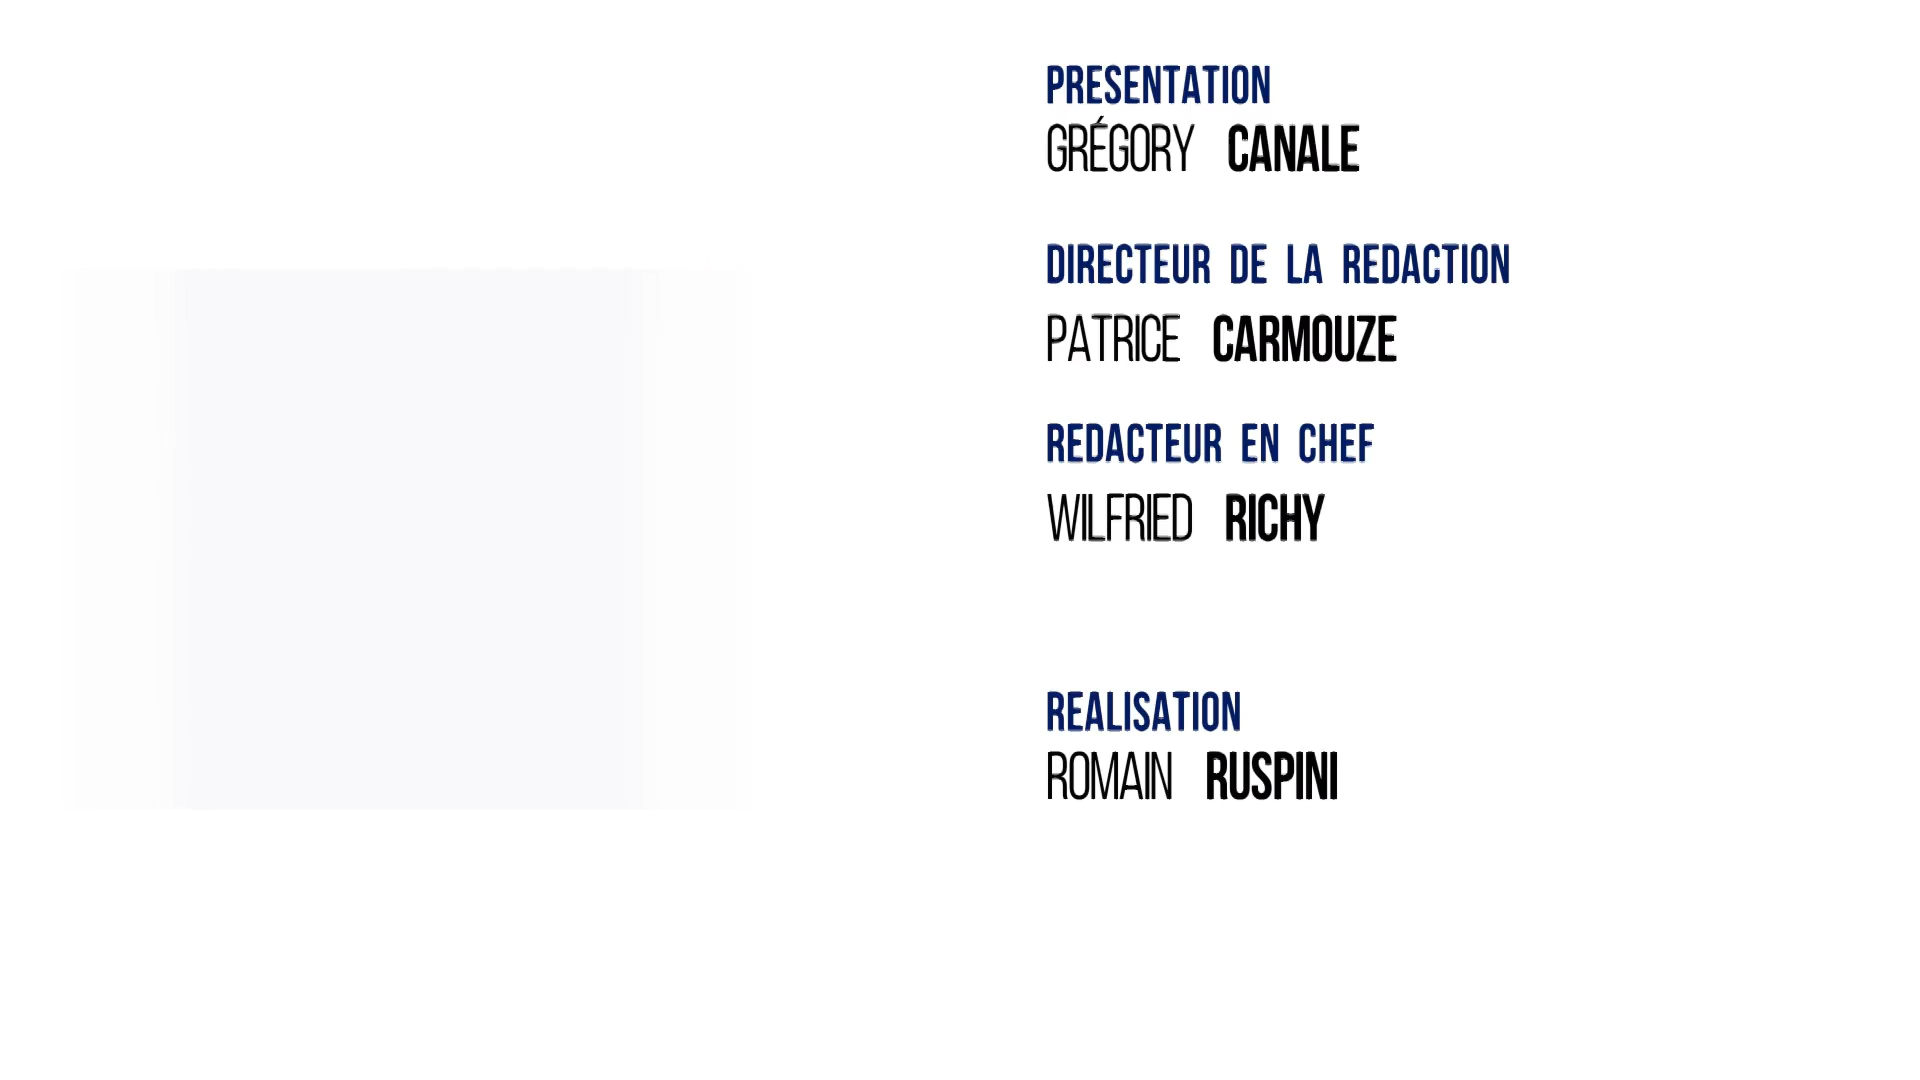 PRESENTATION
GRÉGORY CANALE
DIRECTEUR DE LA REDACTION
PATRICE CARMOUZE
REDACTEUR EN CHEF
WILFRIED RICHY
REALISATION
ROMAIN RUSPINI